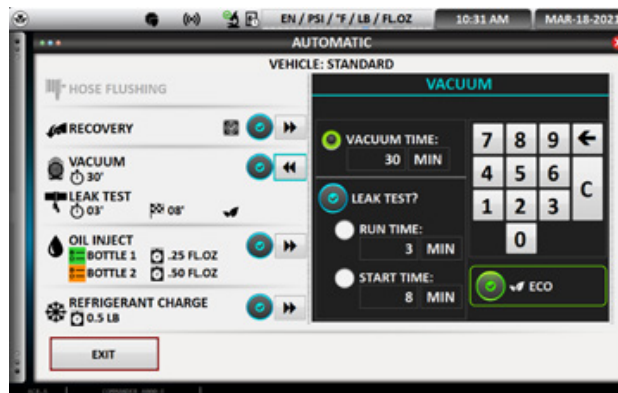 EN / PSI / °F / LB / FL.OZ 10:31 AM MAR-18-2021
AUTOMATIC
VEHICLE: STANDARD
HOSE FLUSHING
RECOVERY
VACUUM
30'
LEAK TEST
03' 08'
OIL INJECT
BOTTLE 1 .25 FL.OZ
BOTTLE 2 .50 FL.OZ
REFRIGERANT CHARGE
0.5 LB
EXIT
VACUUM
VACUUM TIME:
30 MIN
LEAK TEST?
RUN TIME:
3 MIN
START TIME:
8 MIN
7 8 9
4 5 6 C
1 2 3
0
ECO